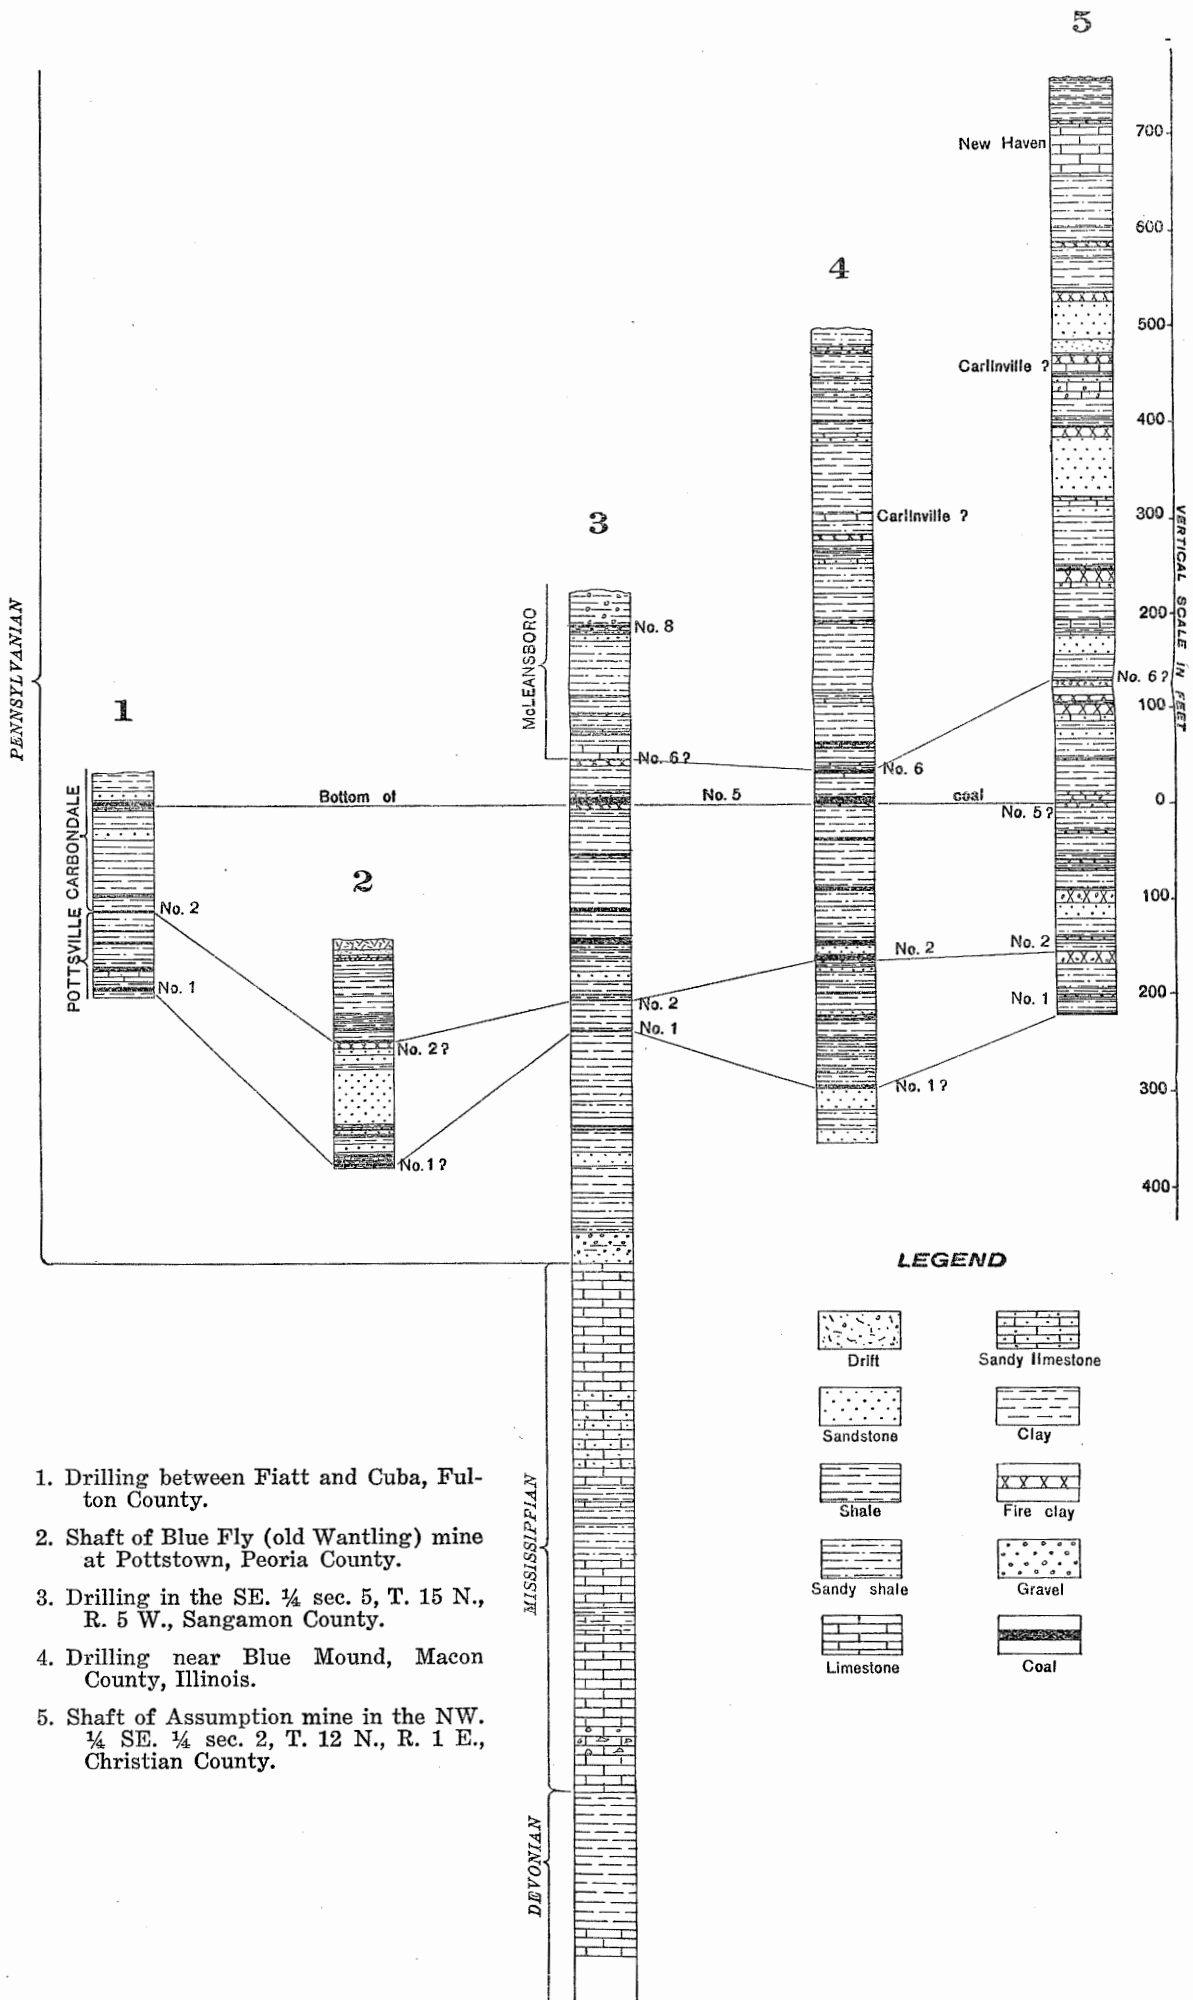 5
700
New Haven
600
4
500
Carlinville ?
400
3
300
Carlinville ?
VERTICAL SCALE IN FEET
PENNSYLVANIAN
McLEANSBORO
No. 8
200
No. 6?
1
100
No. 6?
No. 6
POTTSVILLE CARBONDALE
Bottom of
No. 5
coal
0
No. 5?
2
100
No. 2
No. 2
No. 2
No. 1
No. 2
No. 1
200
No. 1
No. 2?
No. 1?
300
No. 1?
400
LEGEND
Drift
Sandy limestone
Sandstone
Clay
Shale
Fire clay
Sandy shale
Gravel
Limestone
Coal
MISSISSIPPIAN
DEVONIAN
1. Drilling between Fiatt and Cuba, Ful-
ton County.
2. Shaft of Blue Fly (old Wantling) mine
at Pottstown, Peoria County.
3. Drilling in the SE. ¼ sec. 5, T. 15 N.,
R. 5 W., Sangamon County.
4. Drilling near Blue Mound, Macon
County, Illinois.
5. Shaft of Assumption mine in the NW.
¼ SE. ¼ sec. 2, T. 12 N., R. 1 E.,
Christian County.